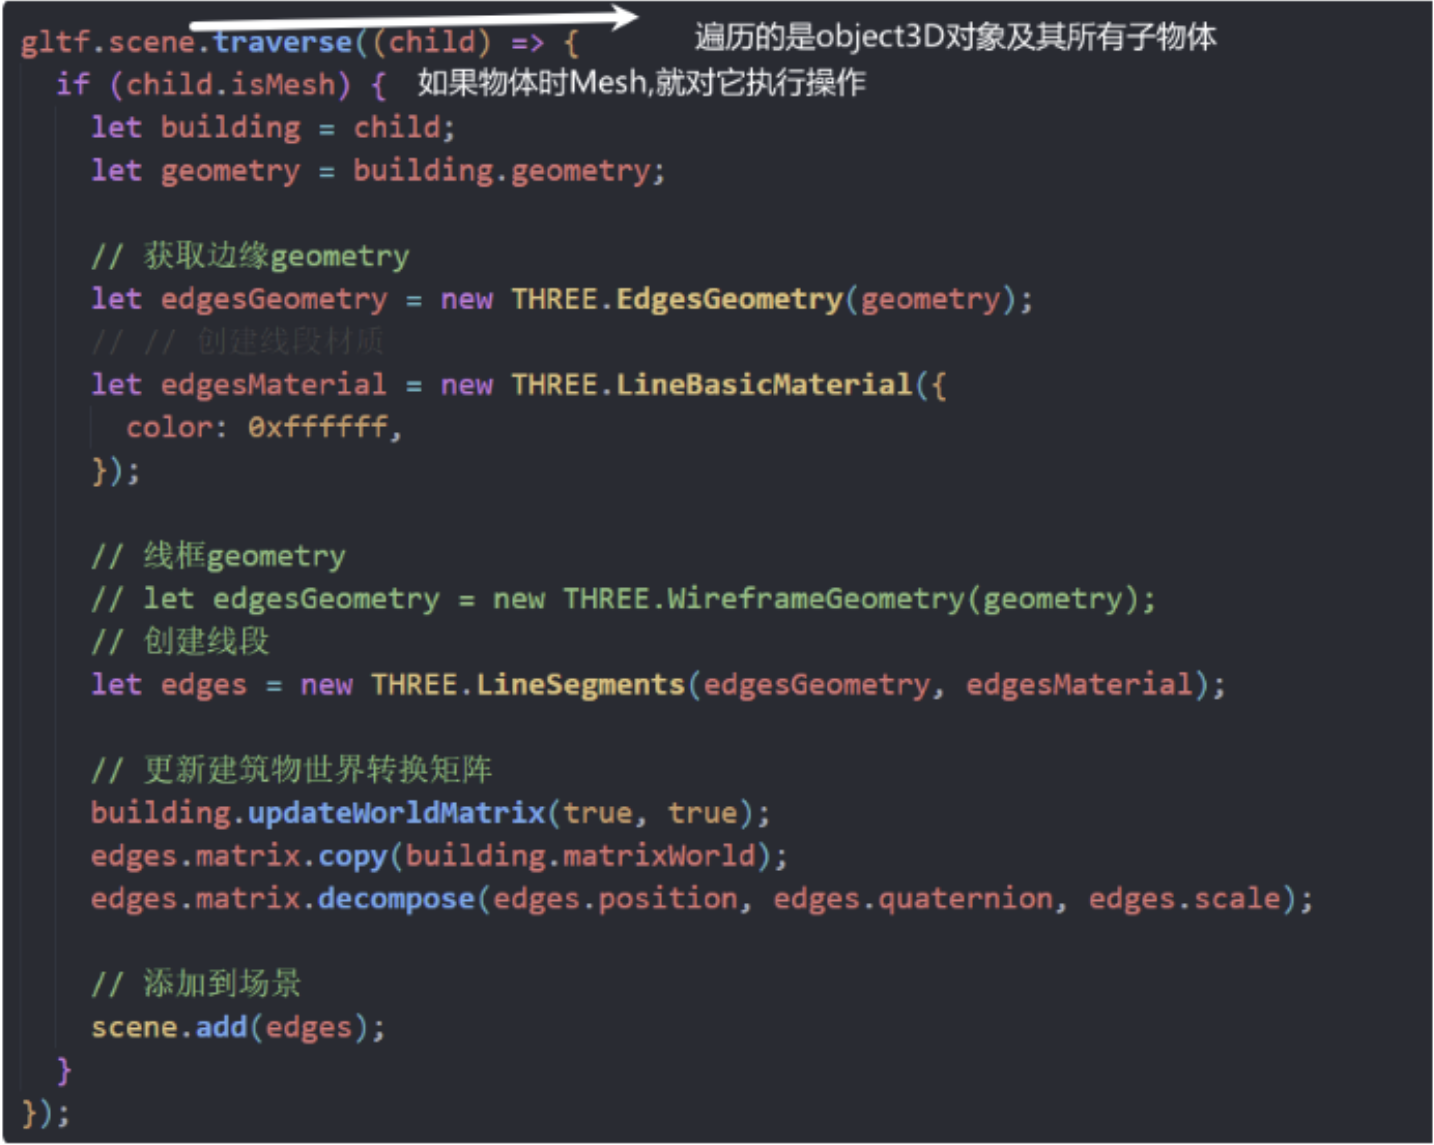 gltf.scene.traverse((child) => { 遍历的是object3D对象及其所有子物体
if (child.isMesh) { 如果物体时Mesh,就对它执行操作
let building = child;
let geometry = building.geometry;
// 获取边缘geometry
let edgesGeometry = new THREE.EdgesGeometry(geometry);
// // 创建线段材质
let edgesMaterial = new THREE.LineBasicMaterial({
color: 0xffffff,
});
// 线框geometry
// let edgesGeometry = new THREE.WireframeGeometry(geometry);
// 创建线段
let edges = new THREE.LineSegments(edgesGeometry, edgesMaterial);
// 更新建筑物世界转换矩阵
building.updateWorldMatrix(true, true);
edges.matrix.copy(building.matrixWorld);
edges.matrix.decompose(edges.position, edges.quaternion, edges.scale);
// 添加到场景
scene.add(edges);
}
});